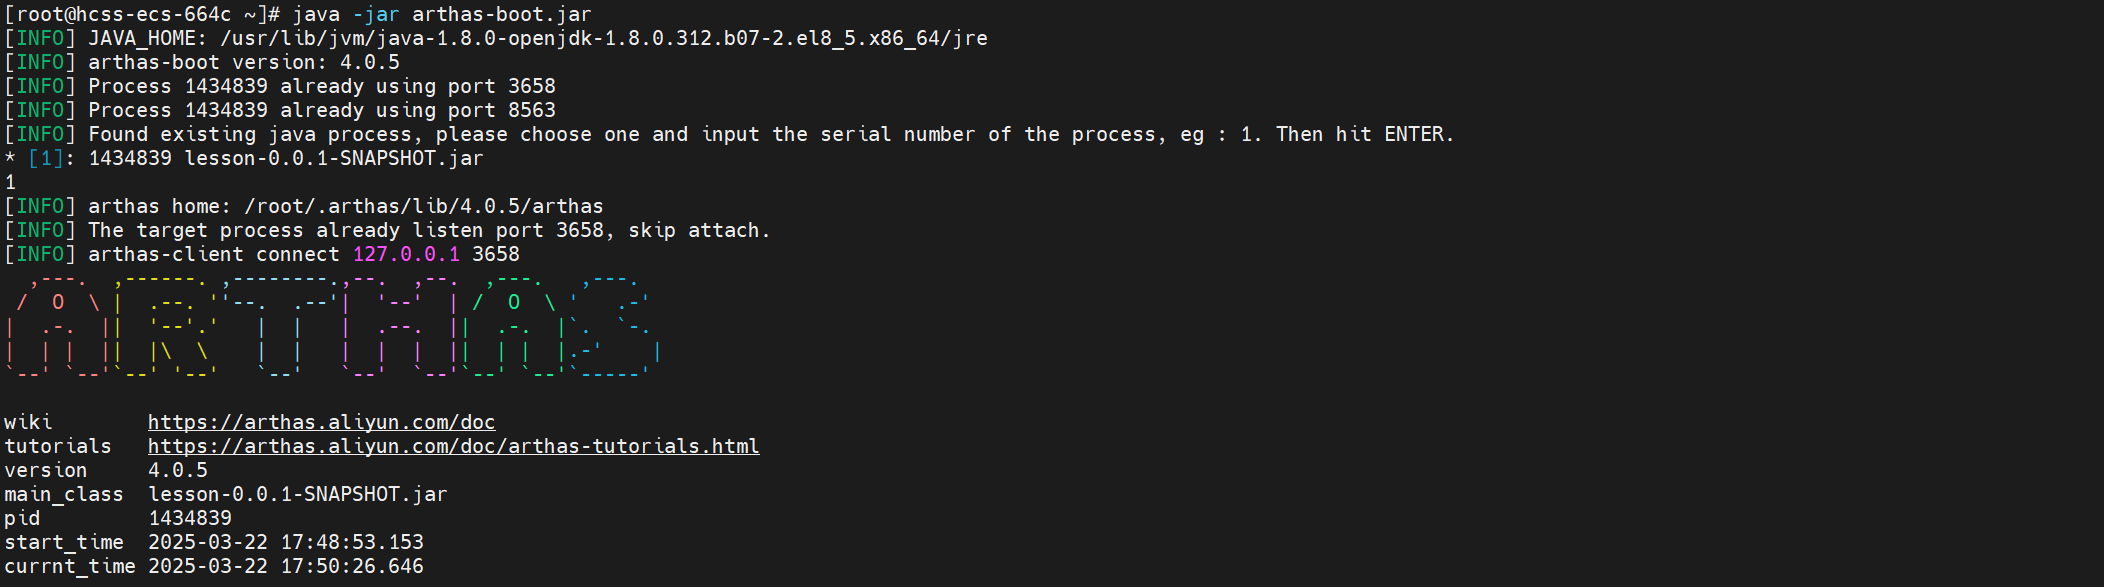 [root@hcss-ecs-664c ~]# java -jar arthas-boot.jar
[INFO] JAVA_HOME: /usr/lib/jvm/java-1.8.0-openjdk-1.8.0.312.b07-2.el8_5.x86_64/jre
[INFO] arthas-boot version: 4.0.5
[INFO] Process 1434839 already using port 3658
[INFO] Process 1434839 already using port 8563
[INFO] Found existing java process, please choose one and input the serial number of the process, eg : 1. Then hit ENTER.
* [1]: 1434839 lesson-0.0.1-SNAPSHOT.jar
1
[INFO] arthas home: /root/.arthas/lib/4.0.5/arthas
[INFO] The target process already listen port 3658, skip attach.
[INFO] arthas-client connect 127.0.0.1 3658
  ,---.  ,------. ,--------.,--.  ,--.  ,---.   ,---.
 /  O  \ |  .--. ''--.  .--'|  '--'  | /  O  \ '   .-'
|  .-.  ||  '--'.'   |  |   |  .--.  ||  .-.  |`.  `-.
|  | |  ||  |\  \    |  |   |  |  |  ||  | |  |.-'    |
`--' `--'`--' '--'   `--'   `--'  `--'`--' `--'`-----'
wiki        https://arthas.aliyun.com/doc
tutorials   https://arthas.aliyun.com/doc/arthas-tutorials.html
version     4.0.5
main_class  lesson-0.0.1-SNAPSHOT.jar
pid         1434839
start_time  2025-03-22 17:48:53.153
currnt_time 2025-03-22 17:50:26.646